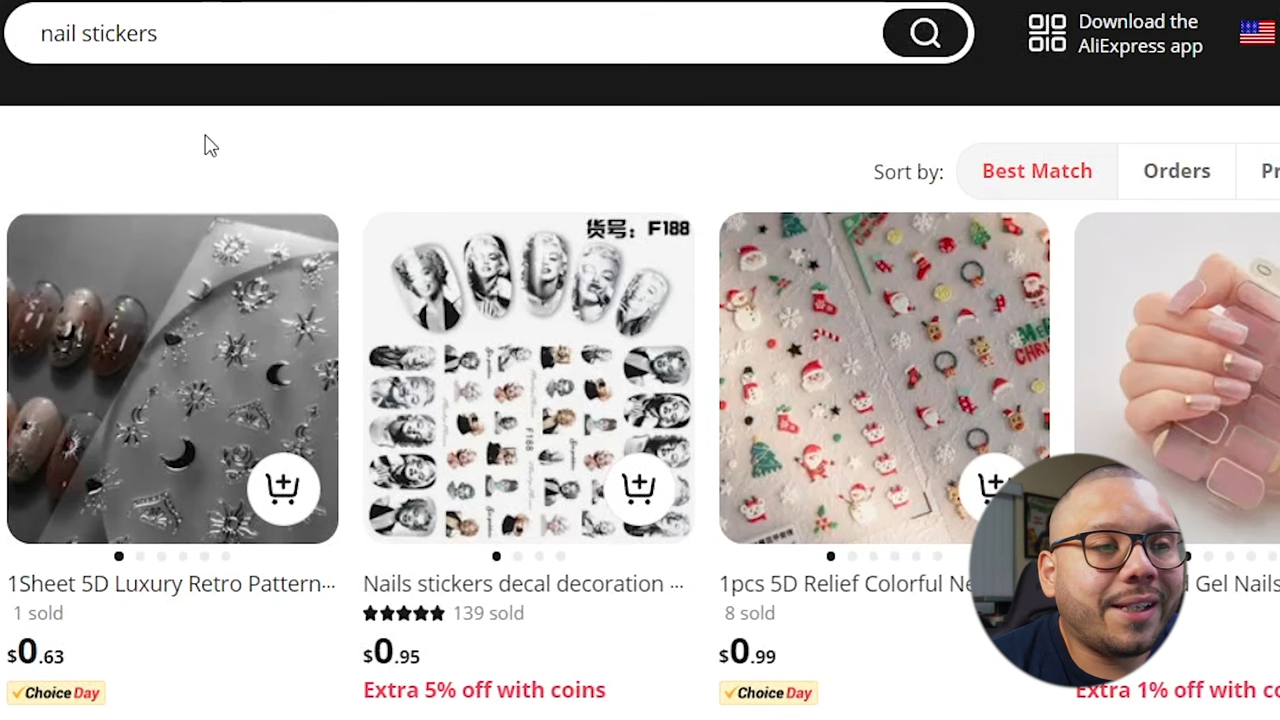 nail stickers
Download the
AliExpress app
Sort by:
Best Match
Orders
货号：F188
1Sheet 5D Luxury Retro Pattern···
Nails stickers decal decoration ···
1pcs 5D Relief Colorful
Gel Nails
1 sold
139 sold
8 sold
$0.63
$0.95
$0.99
Choice Day
Extra 5% off with coins
Choice Day
Extra 1% off with